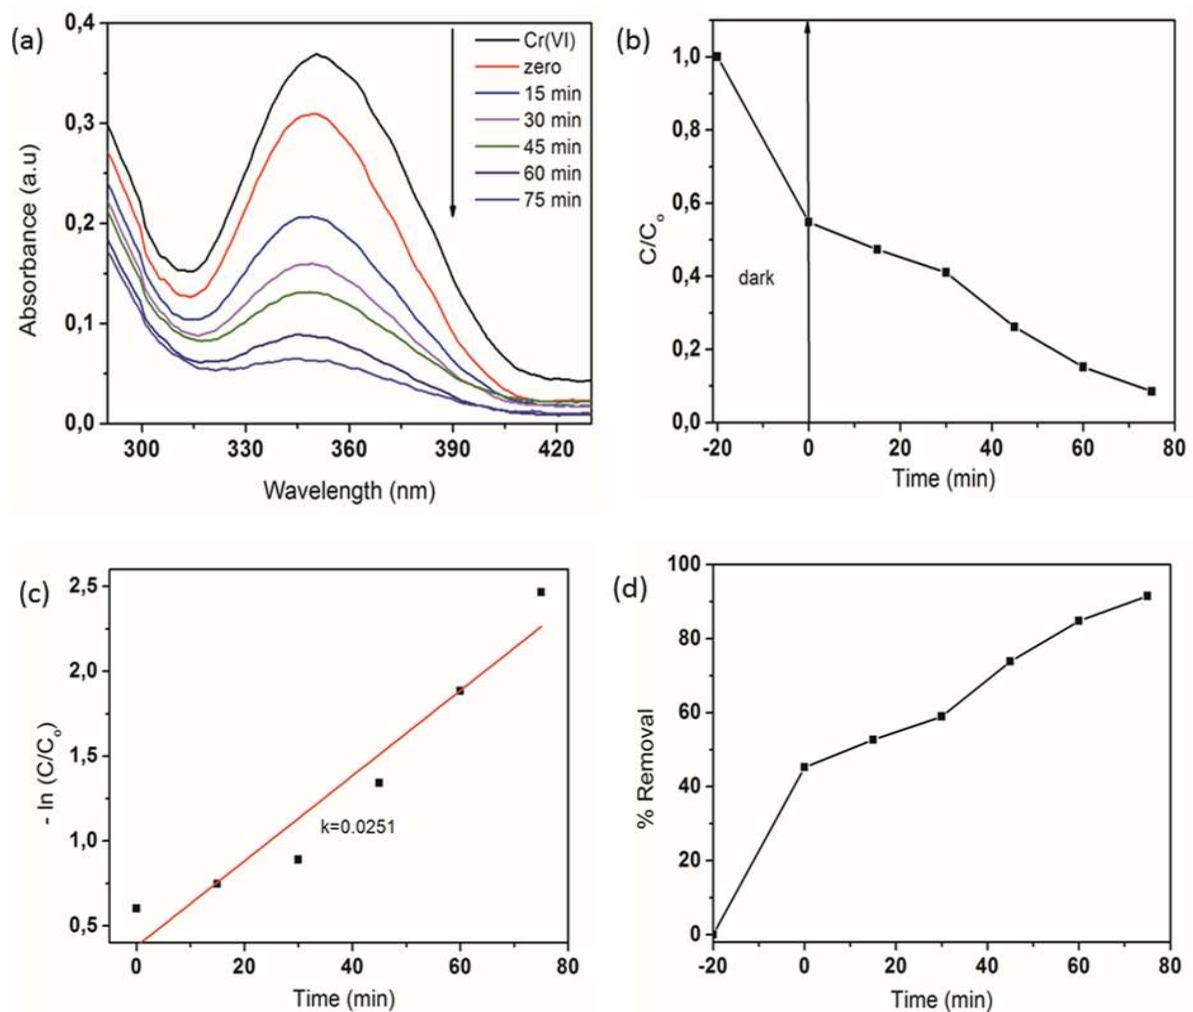 (a)
0,4
0,3
0,2
0,1
0,0
Absorbance (a.u)
Cr(VI)
zero
15 min
30 min
45 min
60 min
75 min
300 330 360 390 420
Wavelength (nm)
(b)
1,0
0,8
0,6
0,4
0,2
0,0
C/Co
dark
-20 0 20 40 60 80
Time (min)
(c)
2,5
2,0
1,5
1,0
0,5
- ln (C/Co)
k=0.0251
0 20 40 60 80
Time (min)
(d)
100
80
60
40
20
0
% Removal
-20 0 20 40 60 80
Time (min)